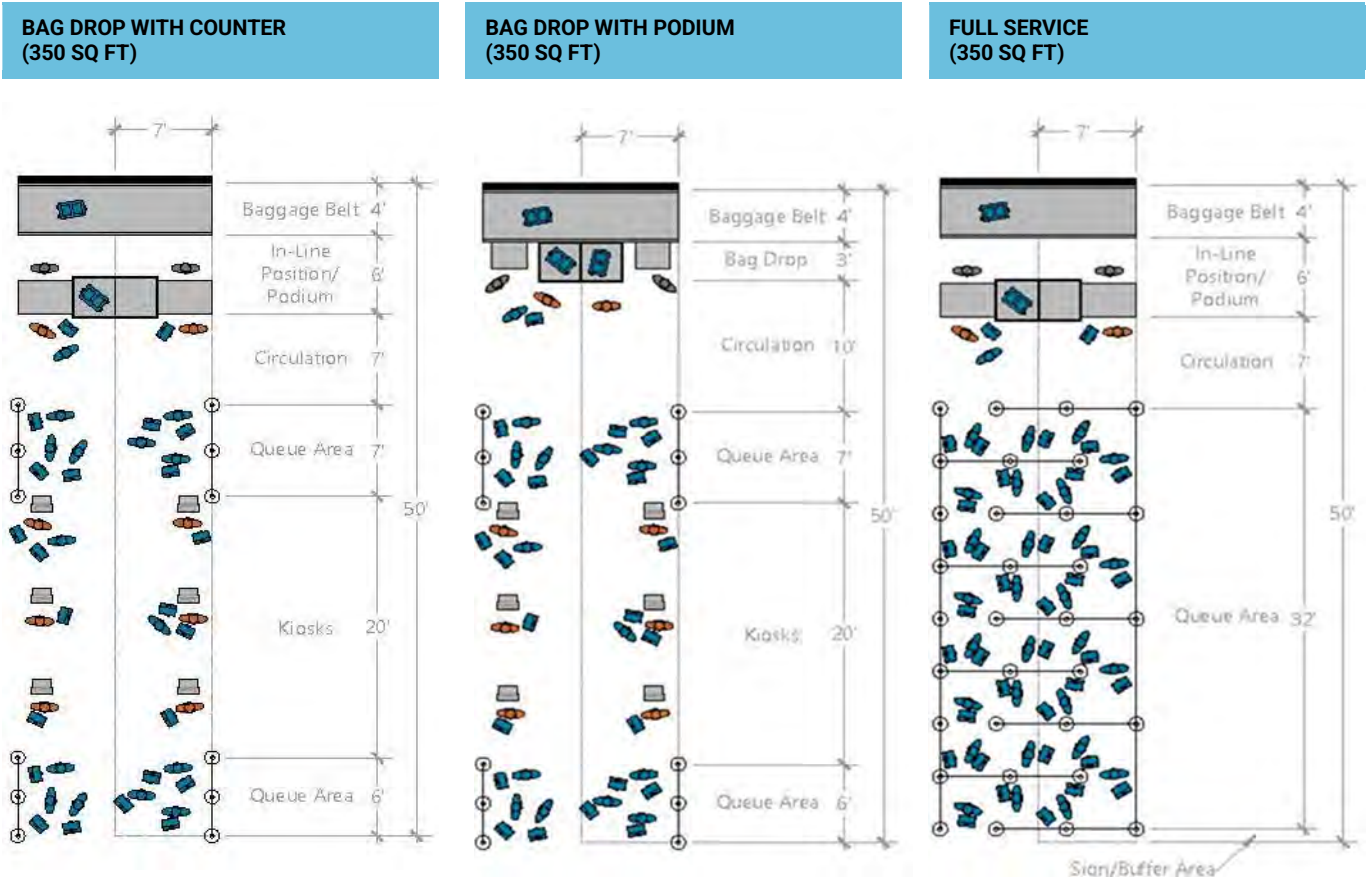 BAG DROP WITH COUNTER
(350 SQ FT)
7'
Baggage Belt 4'
In-Line
Position/
Podium
6'
Circulation 7'
Queue Area 7'
50'
Kiosks 20'
Queue Area 6'
BAG DROP WITH PODIUM
(350 SQ FT)
7'
Baggage Belt 4'
Bag Drop 3'
Circulation 10'
Queue Area 7'
50'
Kiosks 20'
Queue Area 6'
FULL SERVICE
(350 SQ FT)
7'
Baggage Belt 4'
In-Line
Position/
Podium
6'
Circulation 7'
50'
Queue Area 32'
Sign/Buffer Area